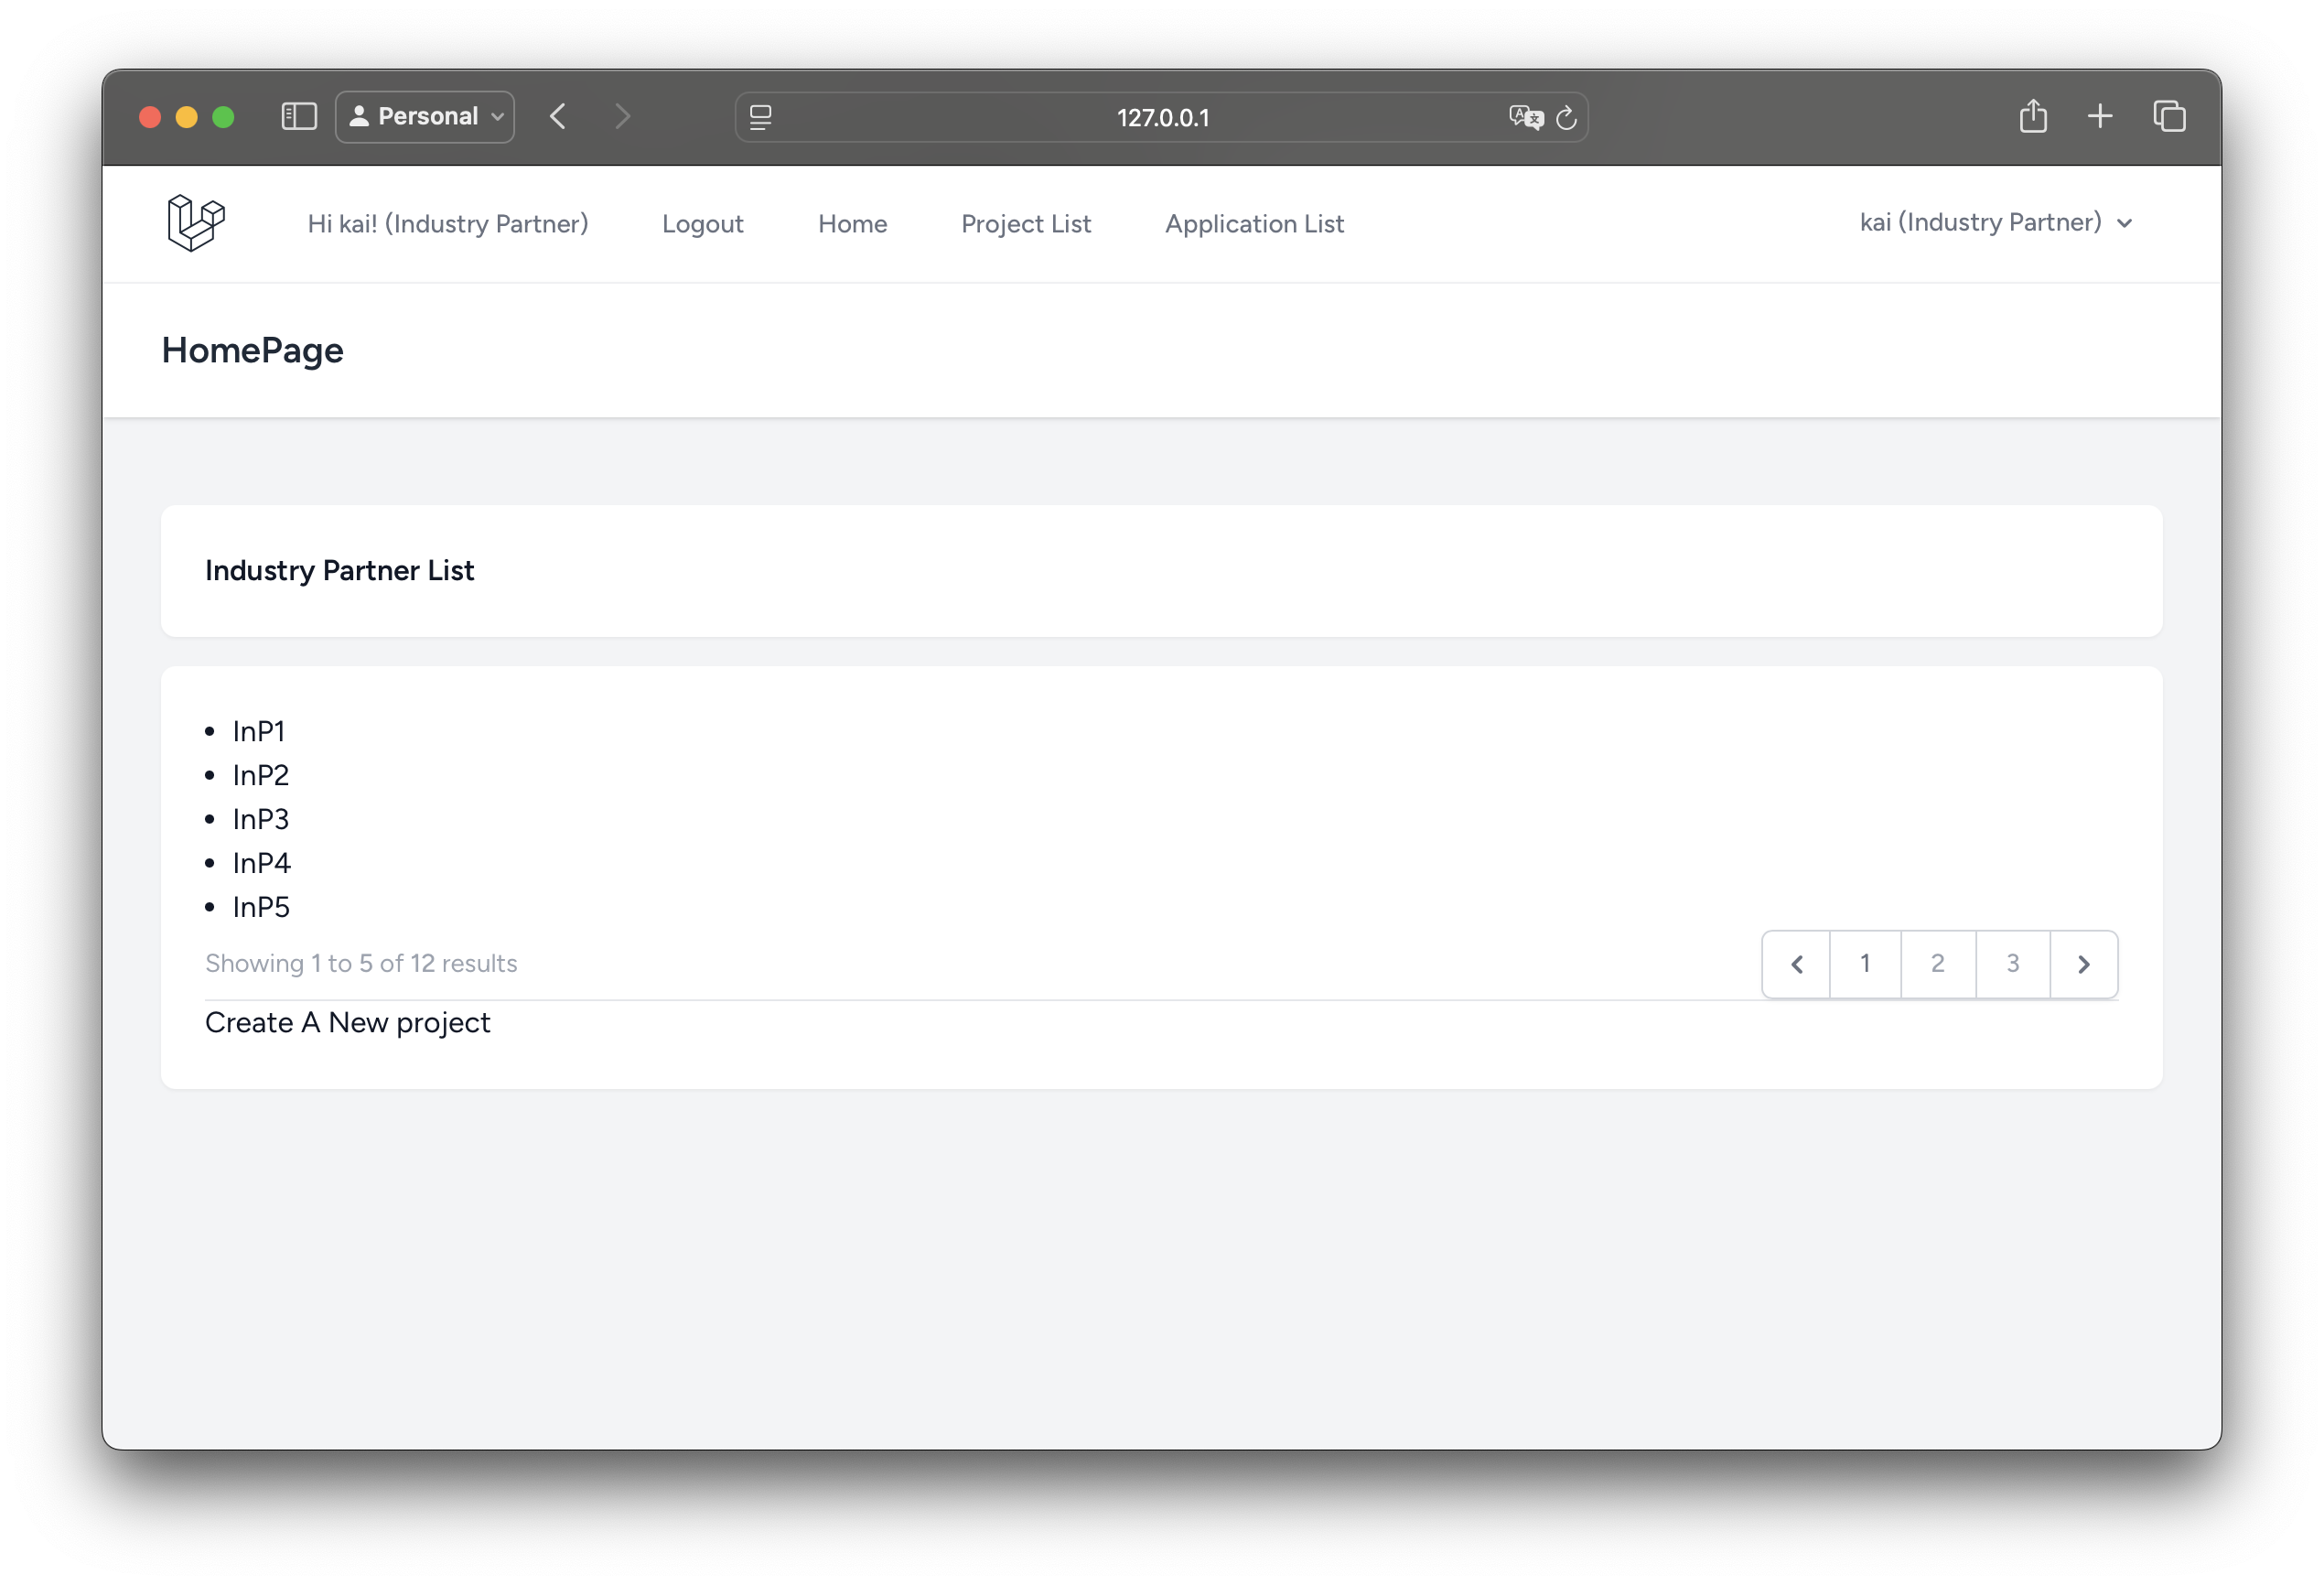 Personal
127.0.0.1
Hi kai! (Industry Partner) Logout Home Project List Application List kai (Industry Partner)
HomePage
Industry Partner List
InP1
InP2
InP3
InP4
InP5
Showing 1 to 5 of 12 results 1 2 3
Create A New project